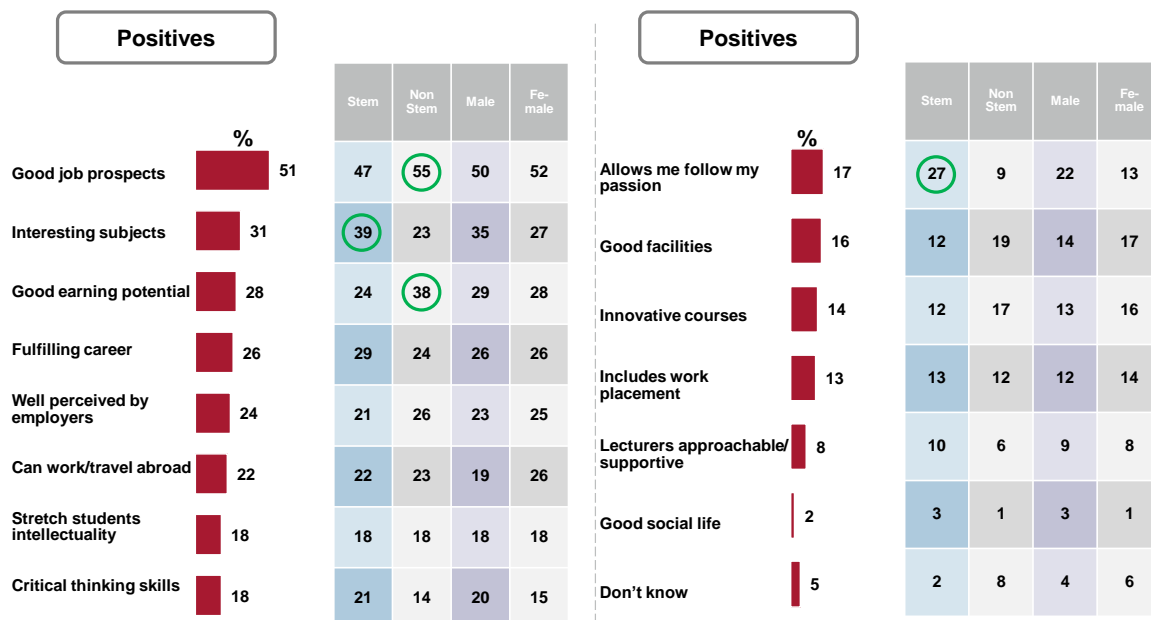 Positives
Stem Non Stem Male Fe-male
%
Good job prospects 51 47 55 50 52
Interesting subjects 31 39 23 35 27
Good earning potential 28 24 38 29 28
Fulfilling career 26 29 24 26 26
Well perceived by
employers 24 21 26 23 25
Can work/travel abroad 22 22 23 19 26
Stretch students
intellectuality 18 18 18 18 18
Critical thinking skills 18 21 14 20 15
Positives
Stem Non Stem Male Fe-male
%
Allows me follow my
passion 17 27 9 22 13
Good facilities 16 12 19 14 17
Innovative courses 14 12 17 13 16
Includes work
placement 13 13 12 12 14
Lecturers approachable/
supportive 8 10 6 9 8
Good social life 2 3 1 3 1
Don't know 5 2 8 4 6